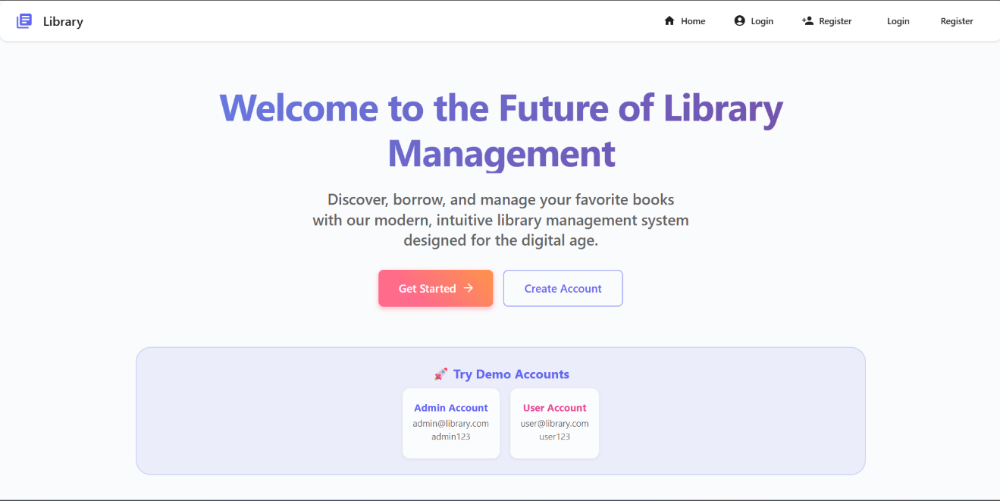 Library
Home Login Register Login Register
Welcome to the Future of Library
Management
Discover, borrow, and manage your favorite books
with our modern, intuitive library management system
designed for the digital age.
Get Started → Create Account
🚀 Try Demo Accounts
Admin Account
admin@library.com
admin123
User Account
user@library.com
user123